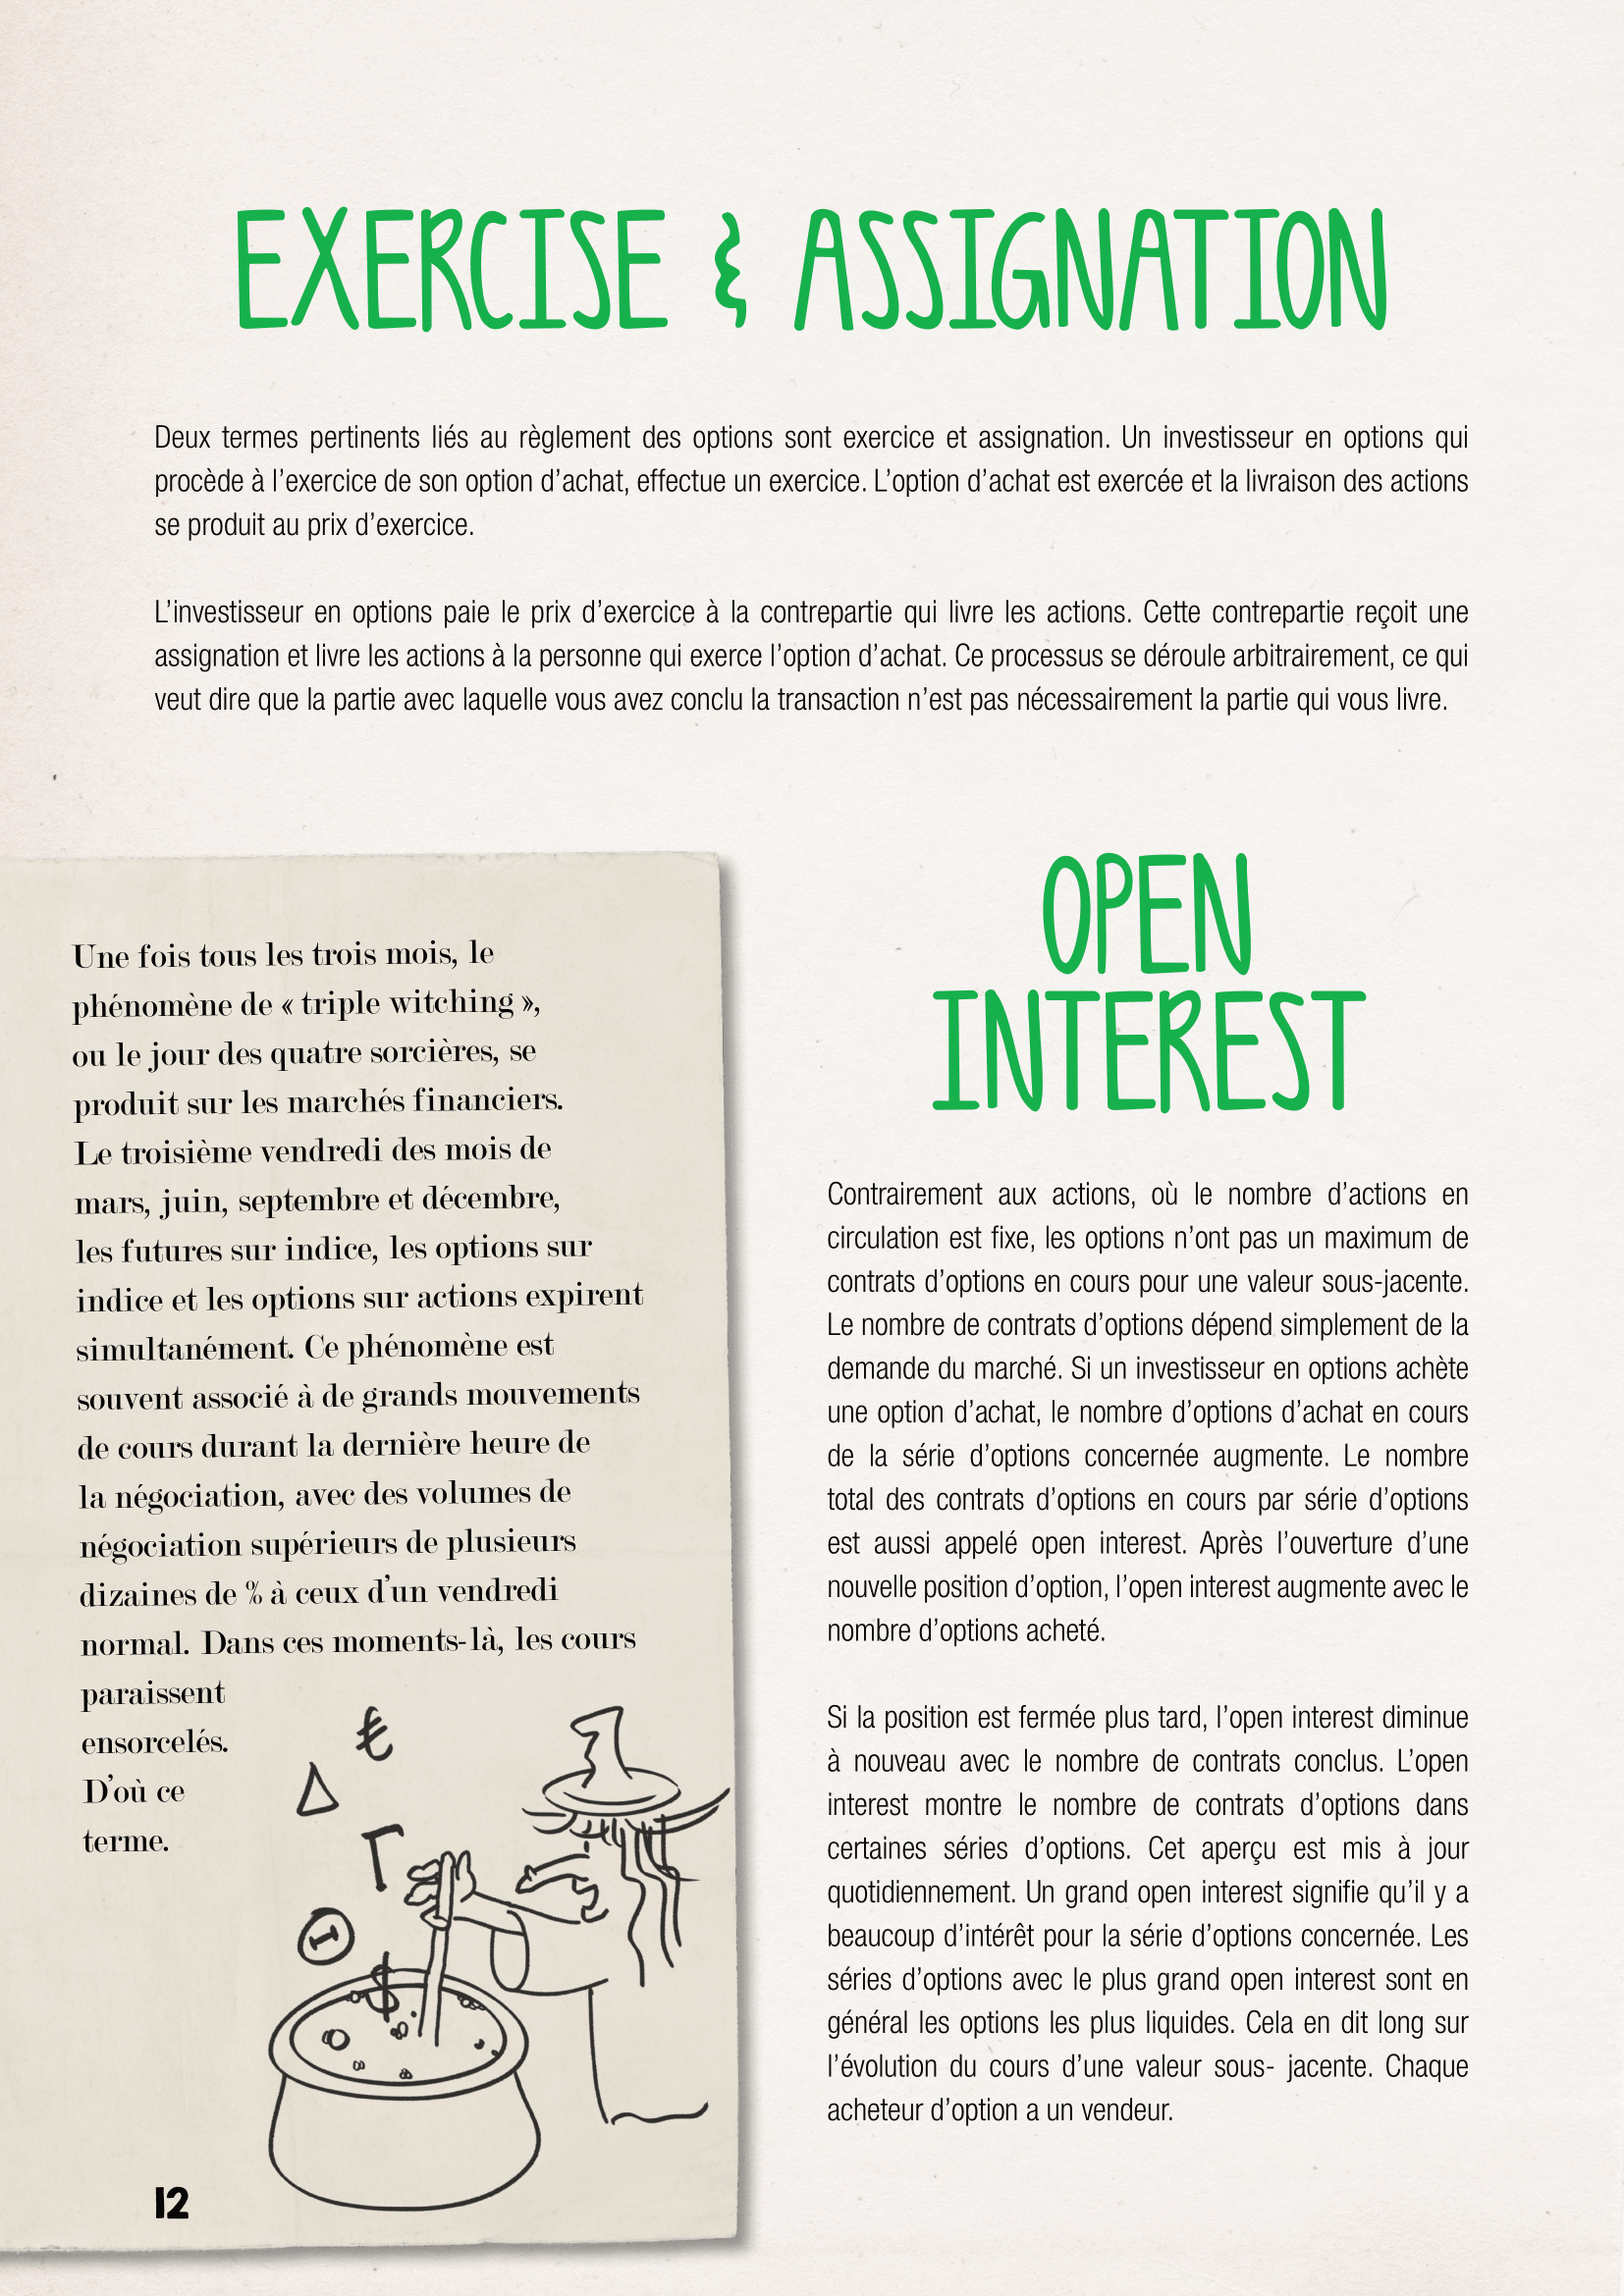 EXERCISE & ASSIGNATION
Deux termes pertinents liés au règlement des options sont exercice et assignation. Un investisseur en options qui
procède à l’exercice de son option d’achat, effectue un exercice. L’option d’achat est exercée et la livraison des actions
se produit au prix d’exercice.
L’investisseur en options paie le prix d’exercice à la contrepartie qui livre les actions. Cette contrepartie reçoit une
assignation et livre les actions à la personne qui exerce l’option d’achat. Ce processus se déroule arbitrairement, ce qui
veut dire que la partie avec laquelle vous avez conclu la transaction n’est pas nécessairement la partie qui vous livre.
Une fois tous les trois mois, le
phénomène de « triple witching »,
ou le jour des quatre sorcières, se
produit sur les marchés financiers.
Le troisième vendredi des mois de
mars, juin, septembre et décembre,
les futures sur indice, les options sur
indice et les options sur actions expirent
simultanément. Ce phénomène est
souvent associé à de grands mouvements
de cours durant la dernière heure de
la négociation, avec des volumes de
négociation supérieurs de plusieurs
dizaines de % à ceux d’un vendredi
normal. Dans ces moments-là, les cours
paraissent
ensorcelés.
D’où ce
terme.
€
Δ
Γ
Θ
$
12
OPEN
INTEREST
Contrairement aux actions, où le nombre d’actions en
circulation est fixe, les options n’ont pas un maximum de
contrats d’options en cours pour une valeur sous-jacente.
Le nombre de contrats d’options dépend simplement de la
demande du marché. Si un investisseur en options achète
une option d’achat, le nombre d’options d’achat en cours
de la série d’options concernée augmente. Le nombre
total des contrats d’options en cours par série d’options
est aussi appelé open interest. Après l’ouverture d’une
nouvelle position d’option, l’open interest augmente avec le
nombre d’options acheté.
Si la position est fermée plus tard, l’open interest diminue
à nouveau avec le nombre de contrats conclus. L’open
interest montre le nombre de contrats d’options dans
certaines séries d’options. Cet aperçu est mis à jour
quotidiennement. Un grand open interest signifie qu’il y a
beaucoup d’intérêt pour la série d’options concernée. Les
séries d’options avec le plus grand open interest sont en
général les options les plus liquides. Cela en dit long sur
l’évolution du cours d’une valeur sous- jacente. Chaque
acheteur d’option a un vendeur.